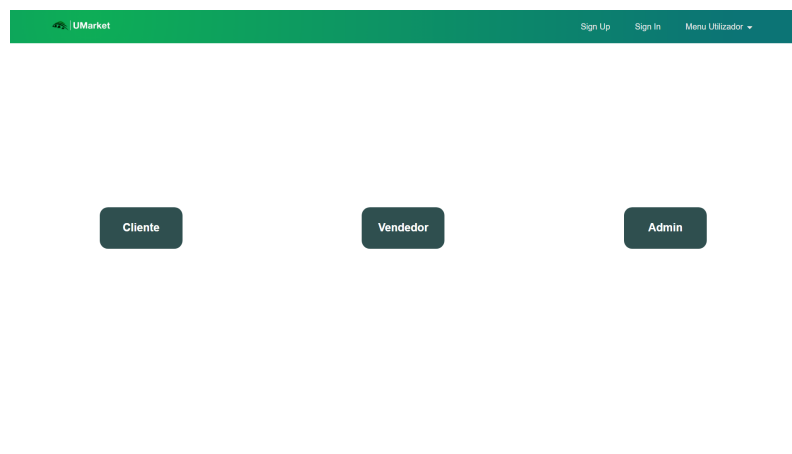 UMarket
Sign Up
Sign In
Menu Utilizador
Cliente
Vendedor
Admin